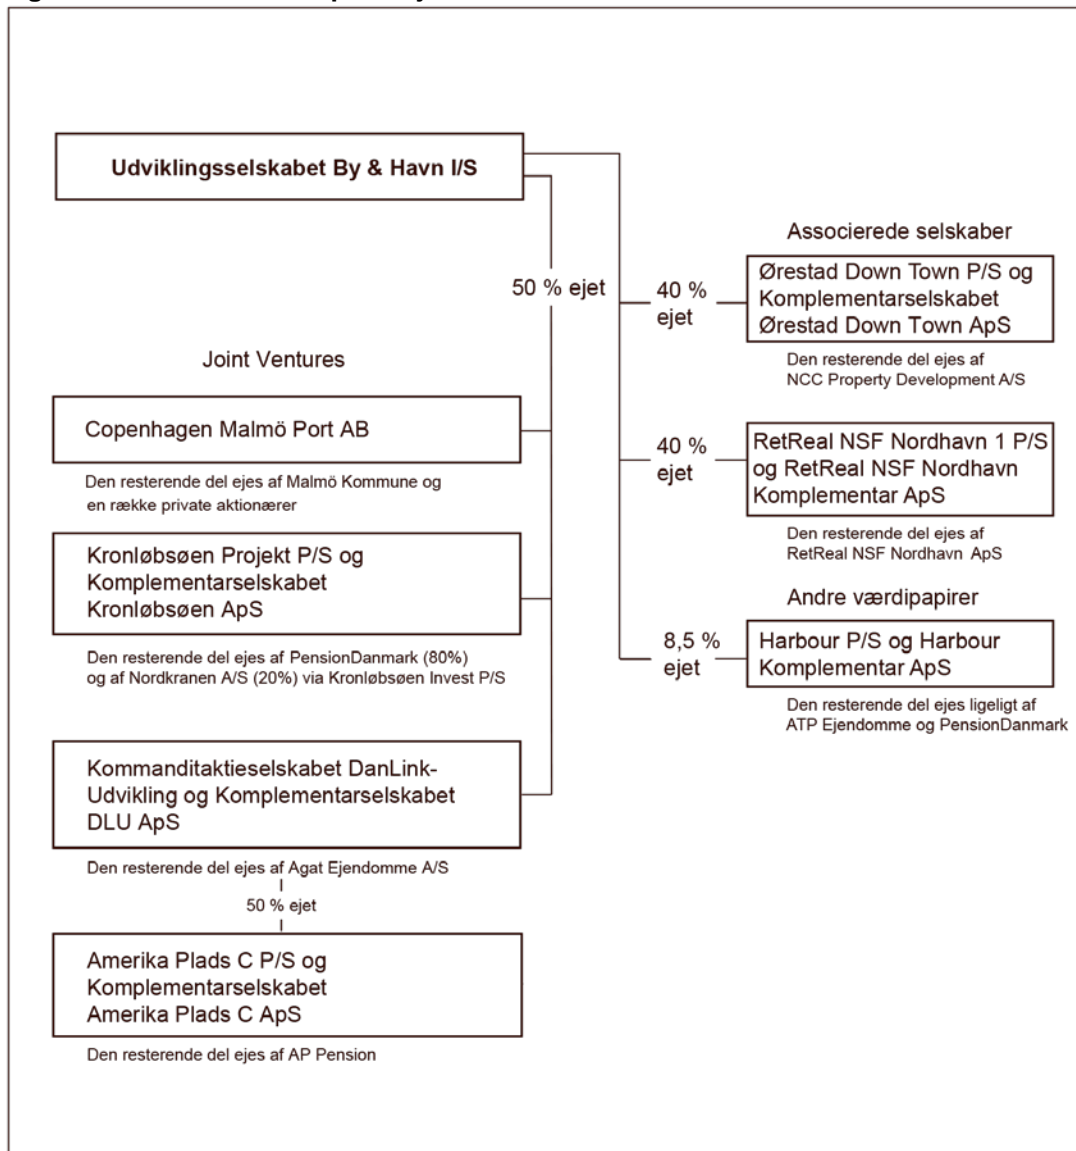 Udviklingsselskabet By & Havn I/S
50 % ejet
Joint Ventures
Copenhagen Malmö Port AB
Den resterende del ejes af Malmö Kommune og
en række private aktionærer
Kronløbsøen Projekt P/S og
Komplementarselskabet
Kronløbsøen ApS
Den resterende del ejes af PensionDanmark (80%)
og af Nordkranen A/S (20%) via Kronløbsøen Invest P/S
Kommanditaktieselskabet DanLink-
Udvikling og Komplementarselskabet
DLU ApS
Den resterende del ejes af Agat Ejendomme A/S
50 % ejet
Amerika Plads C P/S og
Komplementarselskabet
Amerika Plads C ApS
Den resterende del ejes af AP Pension
Associerede selskaber
40 %
ejet
Ørestad Down Town P/S og
Komplementarselskabet
Ørestad Down Town ApS
Den resterende del ejes af
NCC Property Development A/S
40 %
ejet
RetReal NSF Nordhavn 1 P/S
og RetReal NSF Nordhavn
Komplementar ApS
Den resterende del ejes af
RetReal NSF Nordhavn ApS
Andre værdipapirer
8,5 %
ejet
Harbour P/S og Harbour
Komplementar ApS
Den resterende del ejes ligeligt af
ATP Ejendomme og PensionDanmark